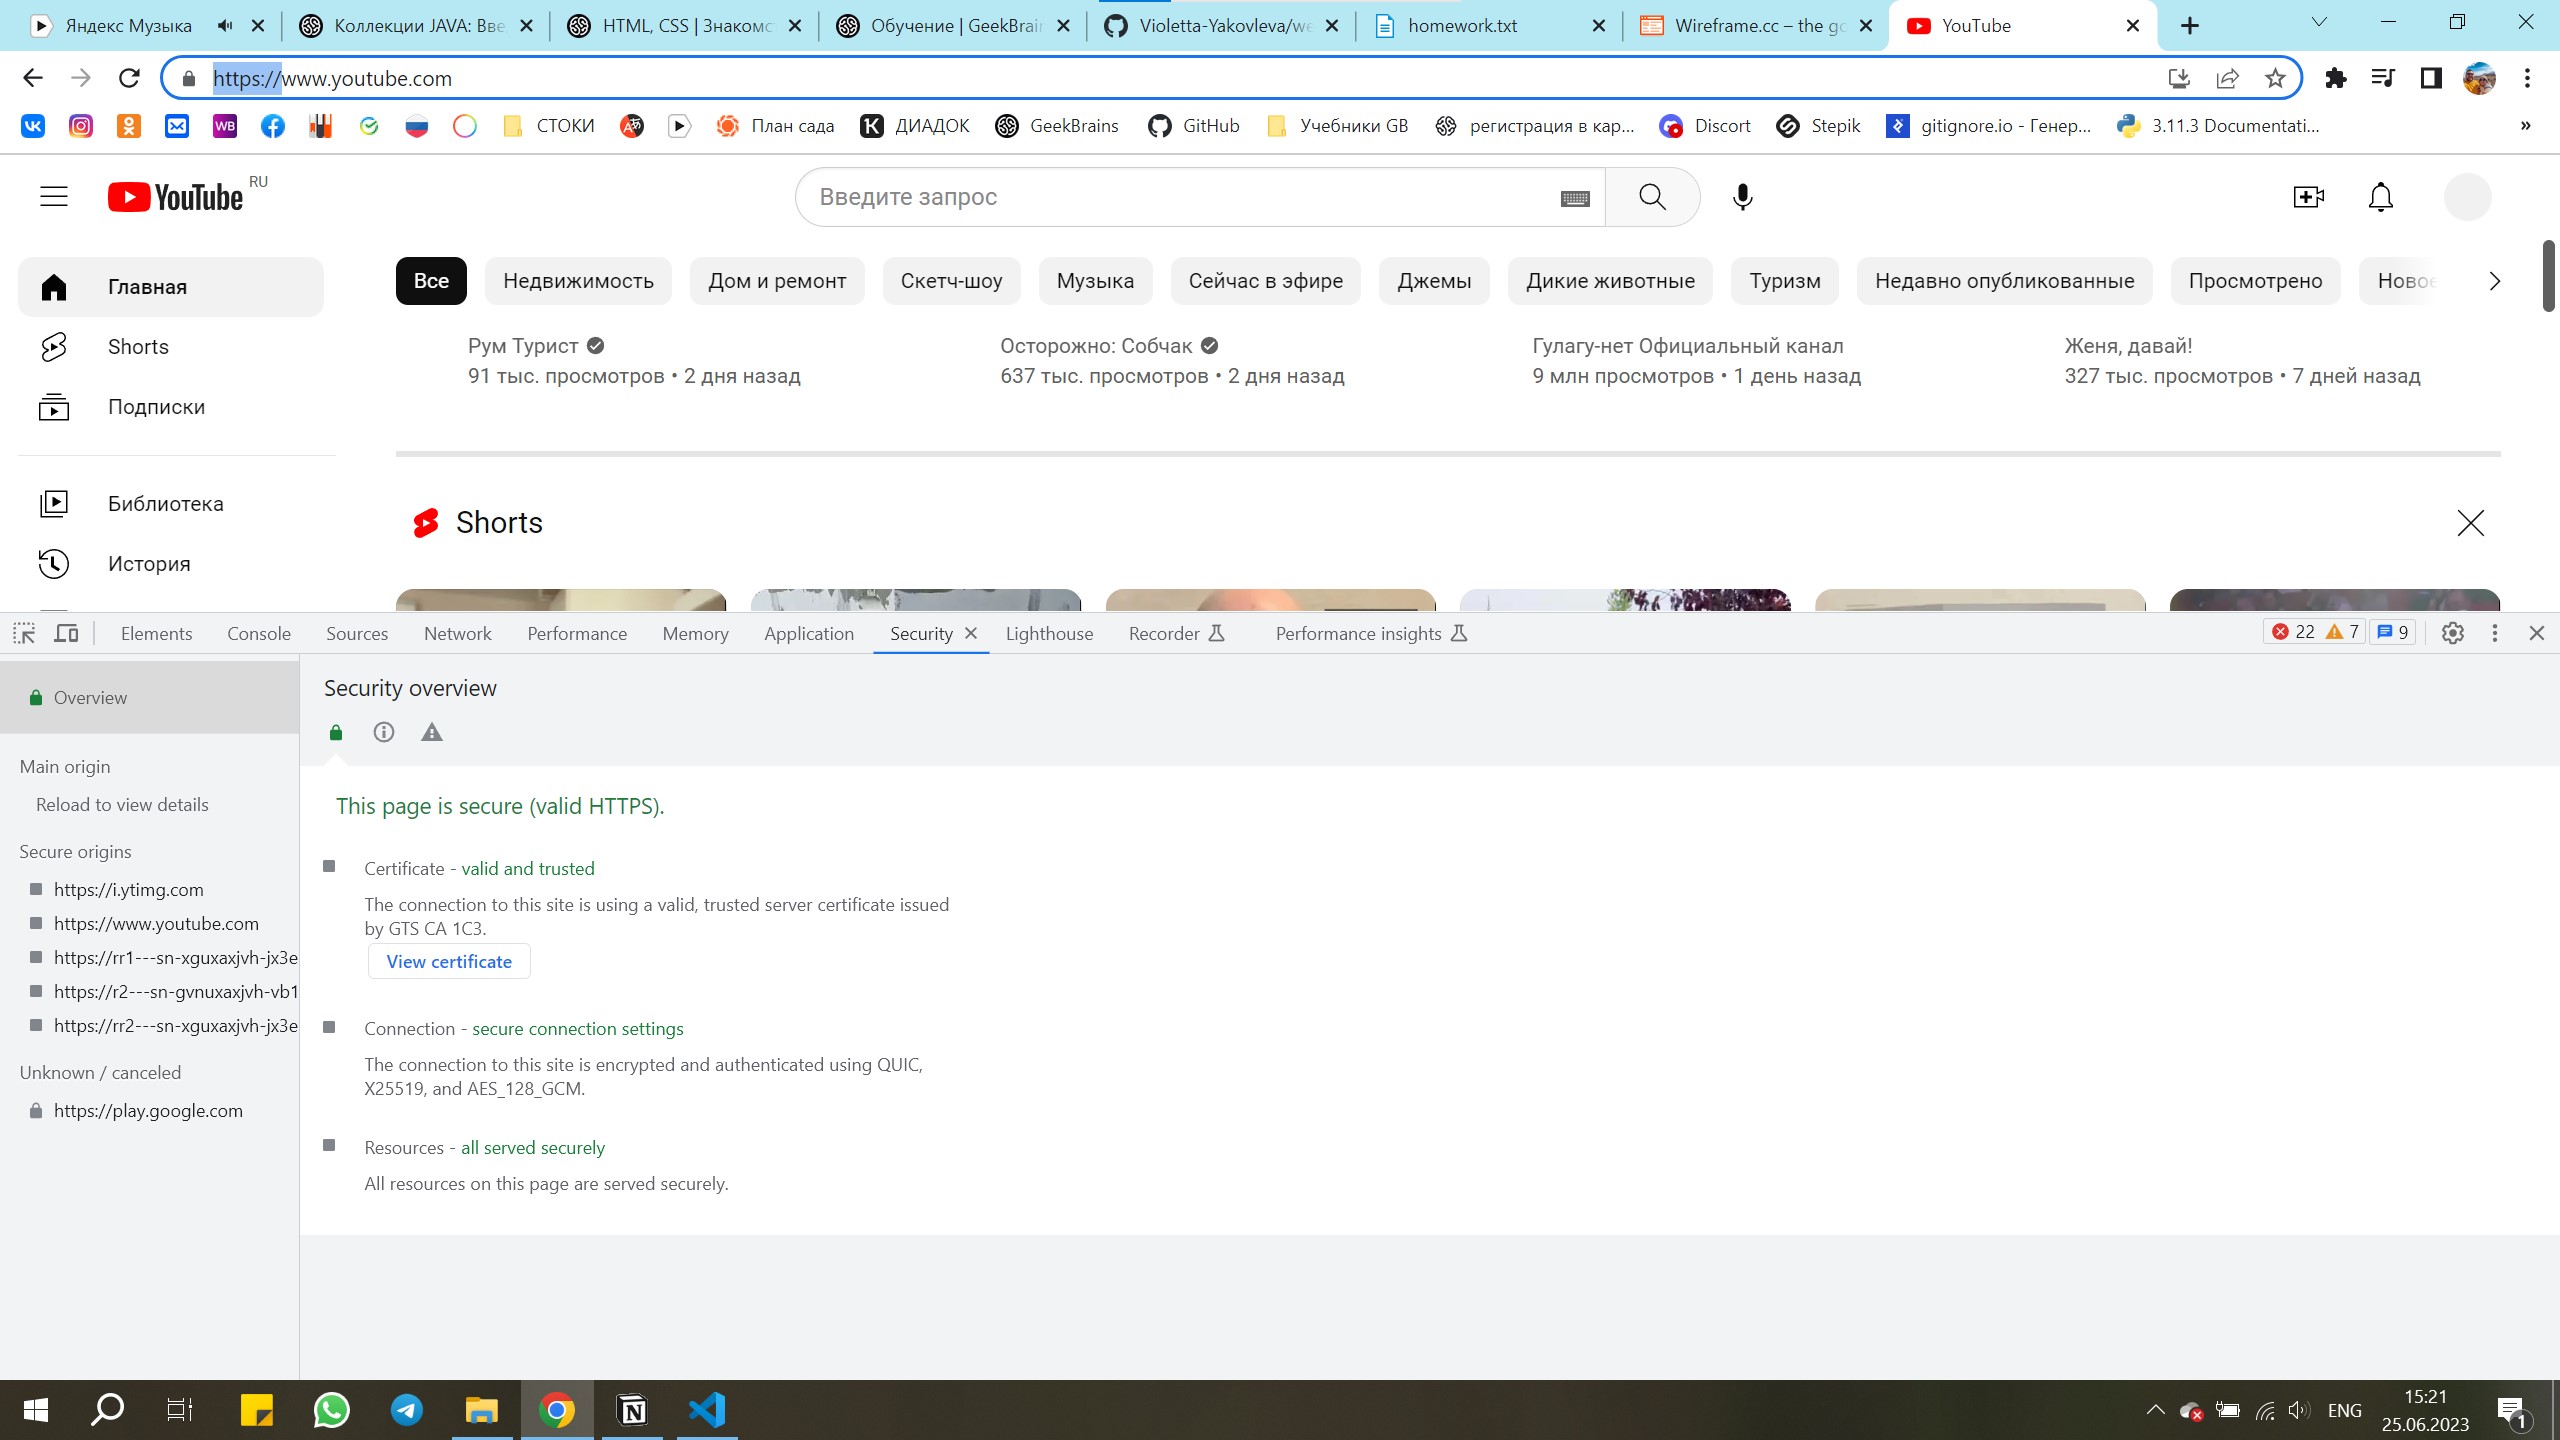 Яндекс Музыка
Коллекции JAVA: Вве
HTML, CSS | Знакомс
Обучение | GeekBrai
Violetta-Yakovleva/we
homework.txt
Wireframe.cc – the go
YouTube
https://www.youtube.com
WB
СТОКИ
План сада
ДИАДОК
GeekBrains
GitHub
Учебники GB
регистрация в кар...
Discort
Stepik
gitignore.io - Генер...
3.11.3 Documentati...
»
YouTube RU
Введите запрос
Главная
Shorts
Подписки
Библиотека
История
Все
Недвижимость
Дом и ремонт
Скетч-шоу
Музыка
Сейчас в эфире
Джемы
Дикие животные
Туризм
Недавно опубликованные
Просмотрено
Новое
Рум Турист
91 тыс. просмотров • 2 дня назад
Осторожно: Собчак
637 тыс. просмотров • 2 дня назад
Гулагу-нет Официальный канал
9 млн просмотров • 1 день назад
Женя, давай!
327 тыс. просмотров • 7 дней назад
Shorts
Elements
Console
Sources
Network
Performance
Memory
Application
Security
Lighthouse
Recorder
Performance insights
22
7
9
Overview
Main origin
Reload to view details
Secure origins
https://i.ytimg.com
https://www.youtube.com
https://rr1---sn-xguxaxjvh-jx3e
https://r2---sn-gvnuxaxjvh-vb1
https://rr2---sn-xguxaxjvh-jx3e
Unknown / canceled
https://play.google.com
Security overview
This page is secure (valid HTTPS).
Certificate - valid and trusted
The connection to this site is using a valid, trusted server certificate issued
by GTS CA 1C3.
View certificate
Connection - secure connection settings
The connection to this site is encrypted and authenticated using QUIC,
X25519, and AES_128_GCM.
Resources - all served securely
All resources on this page are served securely.
ENG
15:21
25.06.2023
1